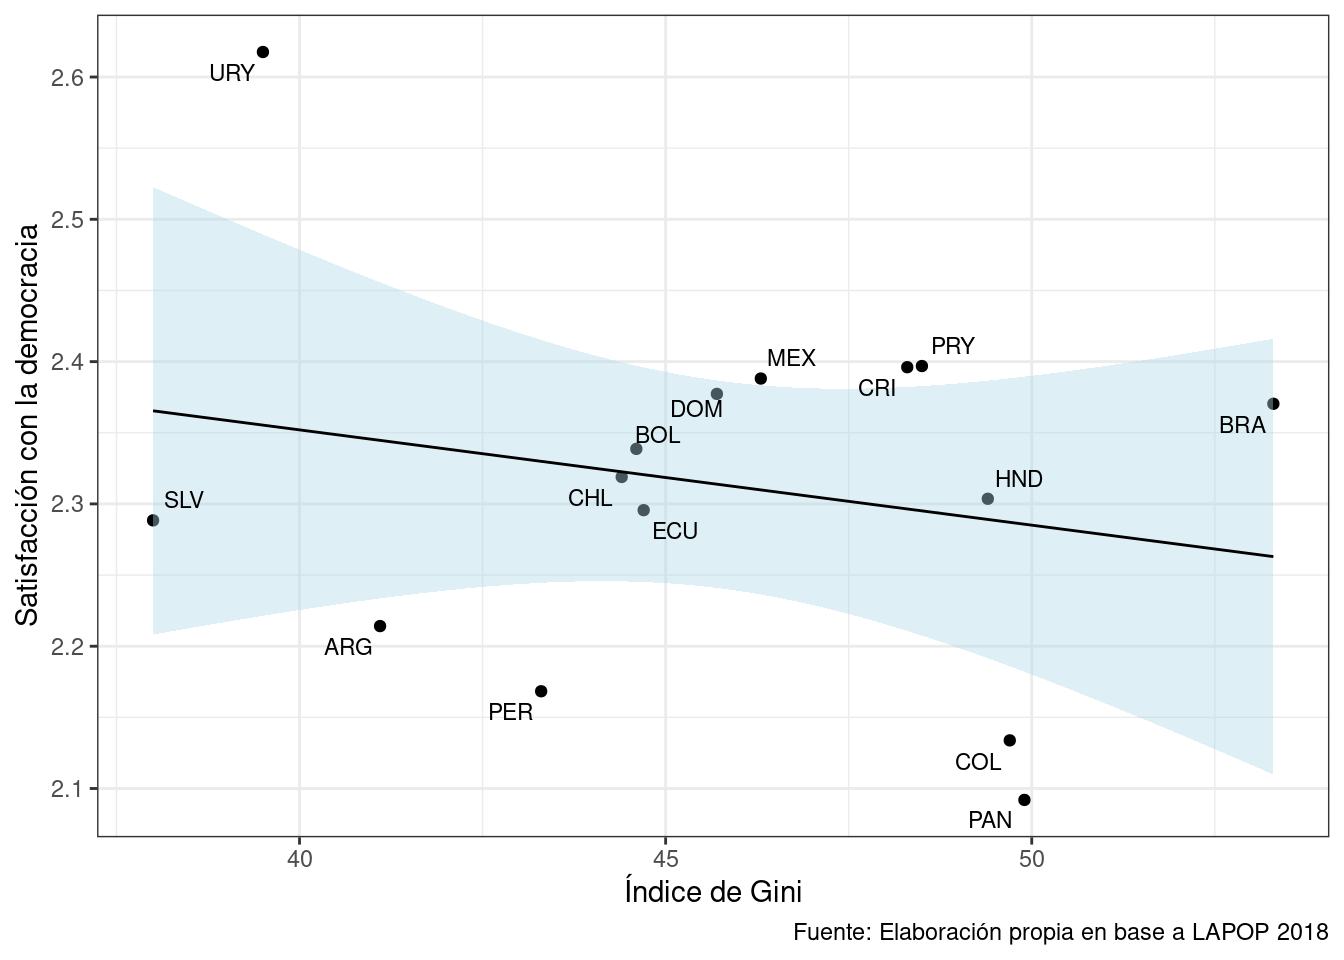 Satisfacción con la democracia
2.6
2.5
2.4
2.3
2.2
2.1
URY
MEX
PRY
CRI
DOM
BRA
BOL
SLV
CHL
HND
ECU
ARG
PER
COL
PAN
40
45
50
Índice de Gini
Fuente: Elaboración propia en base a LAPOP 2018